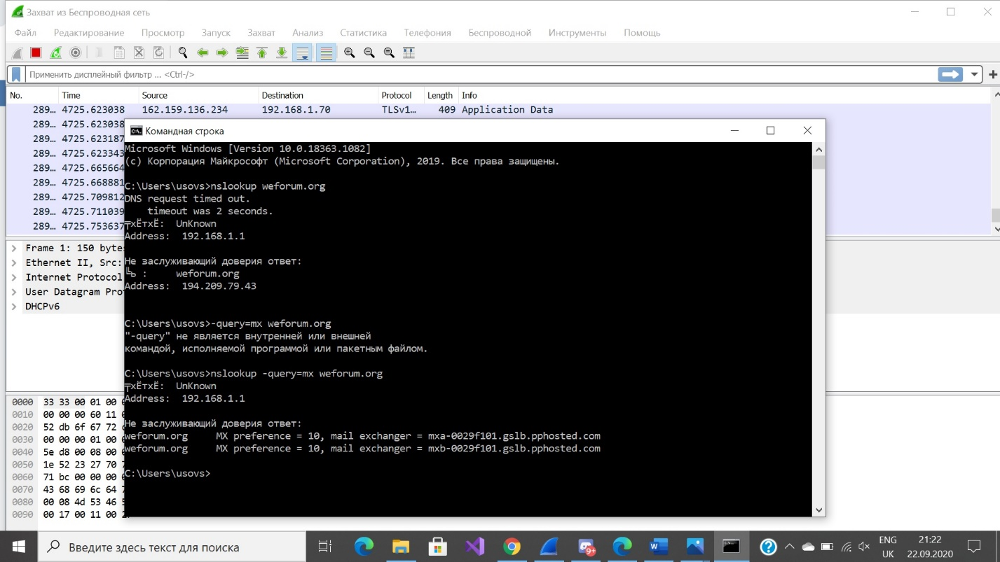 Захват из Беспроводная сеть
Файл Редактирование Просмотр Запуск Захват Анализ Статистика Телефония Беспроводной Инструменты Помощь
Применить дисплейный фильтр ... <Ctrl-/>
No. Time Source Destination Protocol Length Info
289… 4725.623038 162.159.136.234 192.168.1.70 TLSv1… 409 Application Data
289… 4725.623038
289… 4725.623187
289… 4725.623343
289… 4725.665664
289… 4725.668881
289… 4725.709812
289… 4725.711039
289… 4725.753637
Frame 1: 150 byte
Ethernet II, Src:
Internet Protocol
User Datagram Pro
DHCPv6
0000 33 33 00 01 00
0010 00 00 00 60 11
0020 52 db 6f 67 72
0030 00 00 00 01 00
0040 5e d8 00 08 00
0050 1e 52 23 27 70
0060 71 bc 00 00 00
0070 43 68 69 6c 64
0080 00 08 4d 53 46
0090 00 17 00 11 00
Командная строка
Microsoft Windows [Version 10.0.18363.1082]
(c) Корпорация Майкрософт (Microsoft Corporation), 2019. Все права защищены.
C:\Users\usovs>nslookup weforum.org
DNS request timed out.
timeout was 2 seconds.
╤хЁтхЁ: UnKnown
Address: 192.168.1.1
Не заслуживающий доверия ответ:
╚ь : weforum.org
Address: 194.209.79.43
C:\Users\usovs>-query=mx weforum.org
"-query" не является внутренней или внешней
командой, исполняемой программой или пакетным файлом.
C:\Users\usovs>nslookup -query=mx weforum.org
╤хЁтхЁ: UnKnown
Address: 192.168.1.1
Не заслуживающий доверия ответ:
weforum.org MX preference = 10, mail exchanger = mxa-0029f101.gslb.pphosted.com
weforum.org MX preference = 10, mail exchanger = mxb-0029f101.gslb.pphosted.com
C:\Users\usovs>
Введите здесь текст для поиска
9+
ENG
UK
21:22
22.09.2020